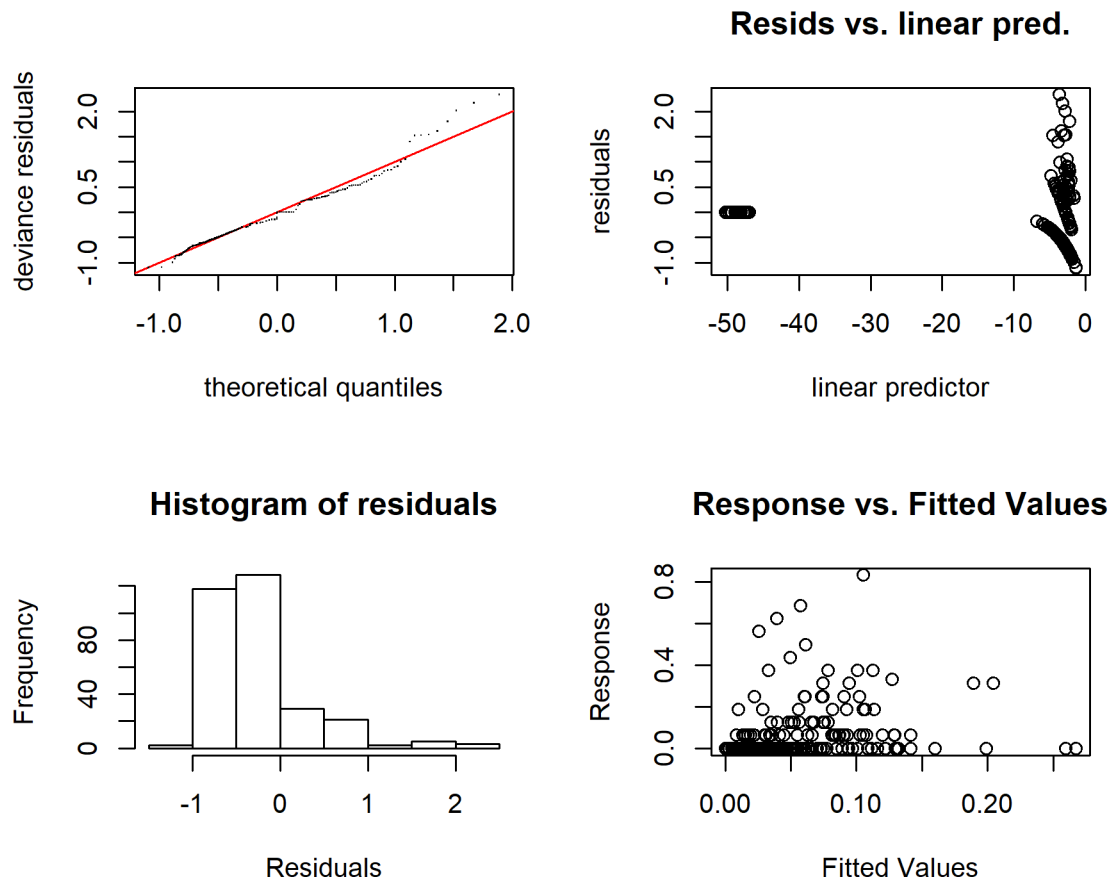 deviance residuals
2.0
0.5
-1.0
-1.0
0.0
1.0
2.0
theoretical quantiles
Resids vs. linear pred.
residuals
2.0
0.5
-1.0
-50
-40
-30
-20
-10
0
linear predictor
Histogram of residuals
Frequency
80
40
0
-1
0
1
2
Residuals
Response vs. Fitted Values
Response
0.8
0.4
0.0
0.00
0.10
0.20
Fitted Values